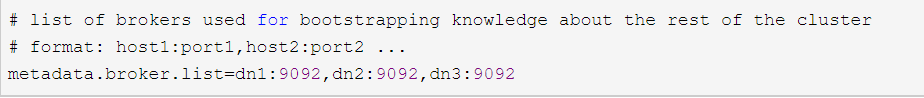 # list of brokers used for bootstrapping knowledge about the rest of the cluster
# format: host1:port1,host2:port2 ...
metadata.broker.list=dn1:9092,dn2:9092,dn3:9092